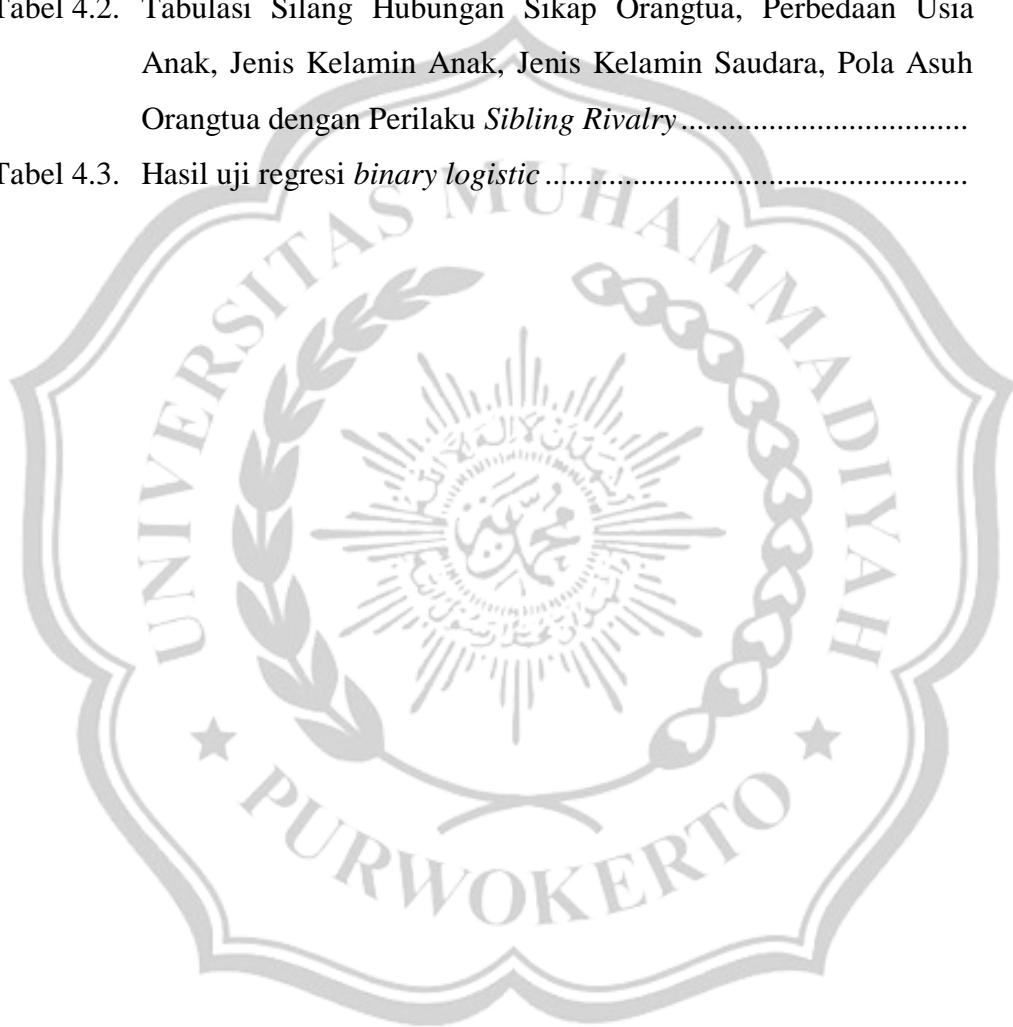 Tabel 4.2. Tabulasi Silang Hubungan Sikap Orangtua, Perbedaan Usia
Anak, Jenis Kelamin Anak, Jenis Kelamin Saudara, Pola Asuh
Orangtua dengan Perilaku Sibling Rivalry....................................
Tabel 4.3. Hasil uji regresi binary logistic.....................................................
UNIVERSITAS MUHAMMADIYAH
PURWOKERTO